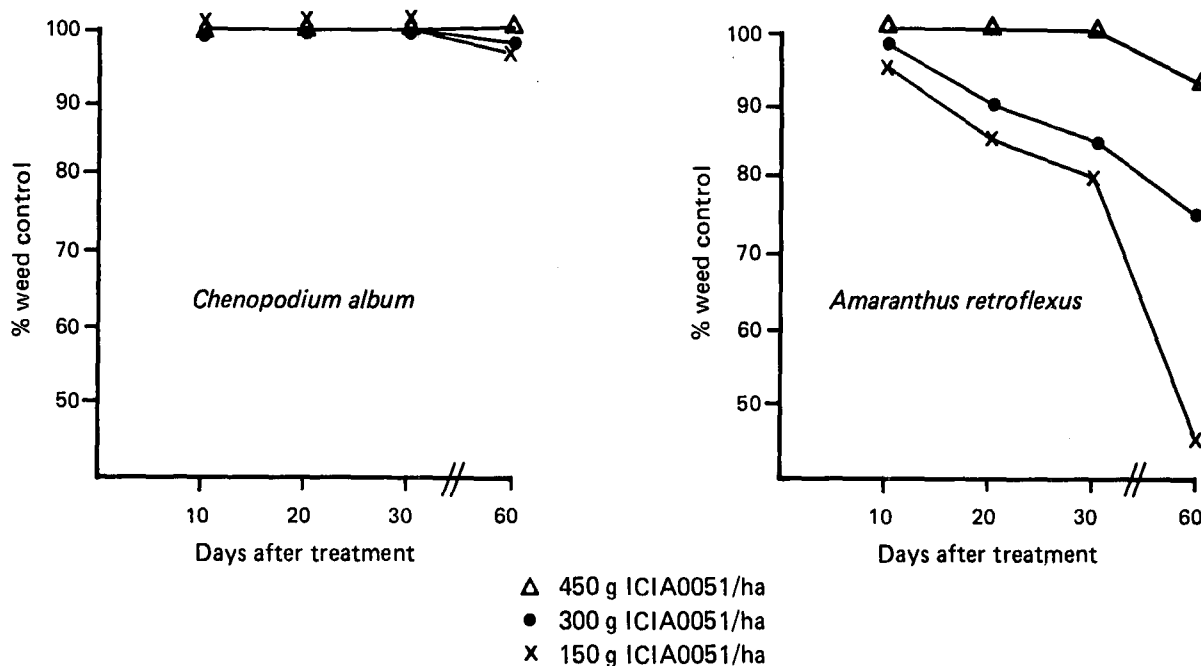 100
90
80
70
60
50
% weed control
Chenopodium album
10 20 30 60
Days after treatment
100
90
80
70
60
50
% weed control
Amaranthus retroflexus
10 20 30 60
Days after treatment
△ 450 g ICIA0051/ha
● 300 g ICIA0051/ha
X 150 g ICIA0051/ha